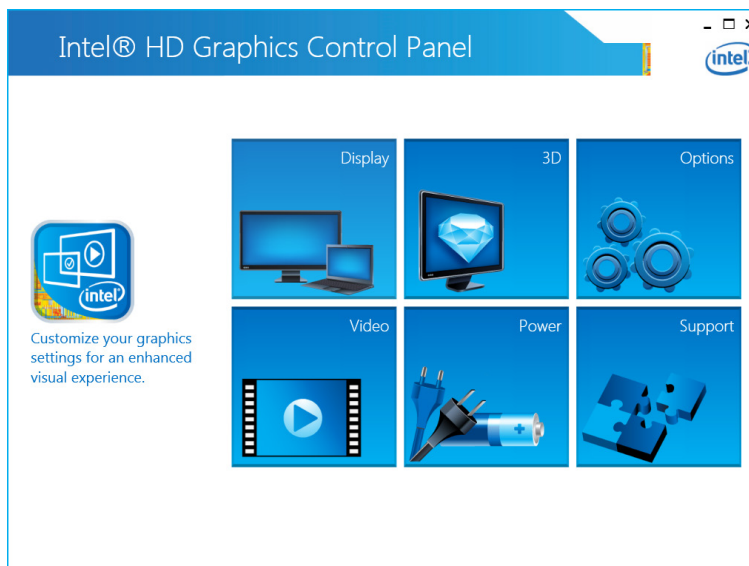 Intel® HD Graphics Control Panel
intel
Display
3D
Options
intel
Customize your graphics
settings for an enhanced
visual experience.
Video
Power
Support